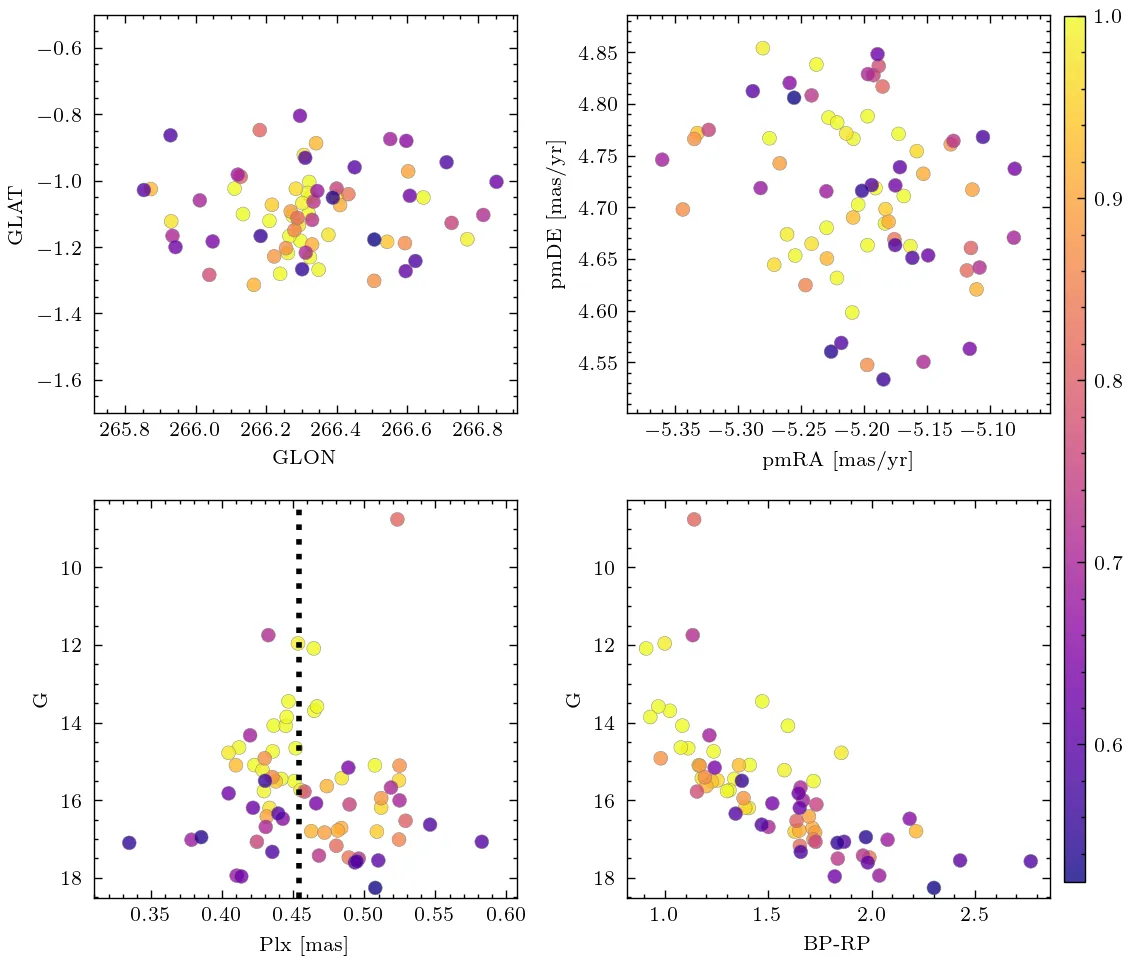 −0.6
−0.8
−1.0
−1.2
−1.4
−1.6
GLAT
265.8 266.0 266.2 266.4 266.6 266.8
GLON
4.85
4.80
4.75
4.70
4.65
4.60
4.55
pmDE [mas/yr]
−5.35 −5.30 −5.25 −5.20 −5.15 −5.10
pmRA [mas/yr]
1.0
0.9
0.8
0.7
0.6
10
12
14
16
18
G
0.35 0.40 0.45 0.50 0.55 0.60
Plx [mas]
10
12
14
16
18
G
1.0 1.5 2.0 2.5
BP-RP